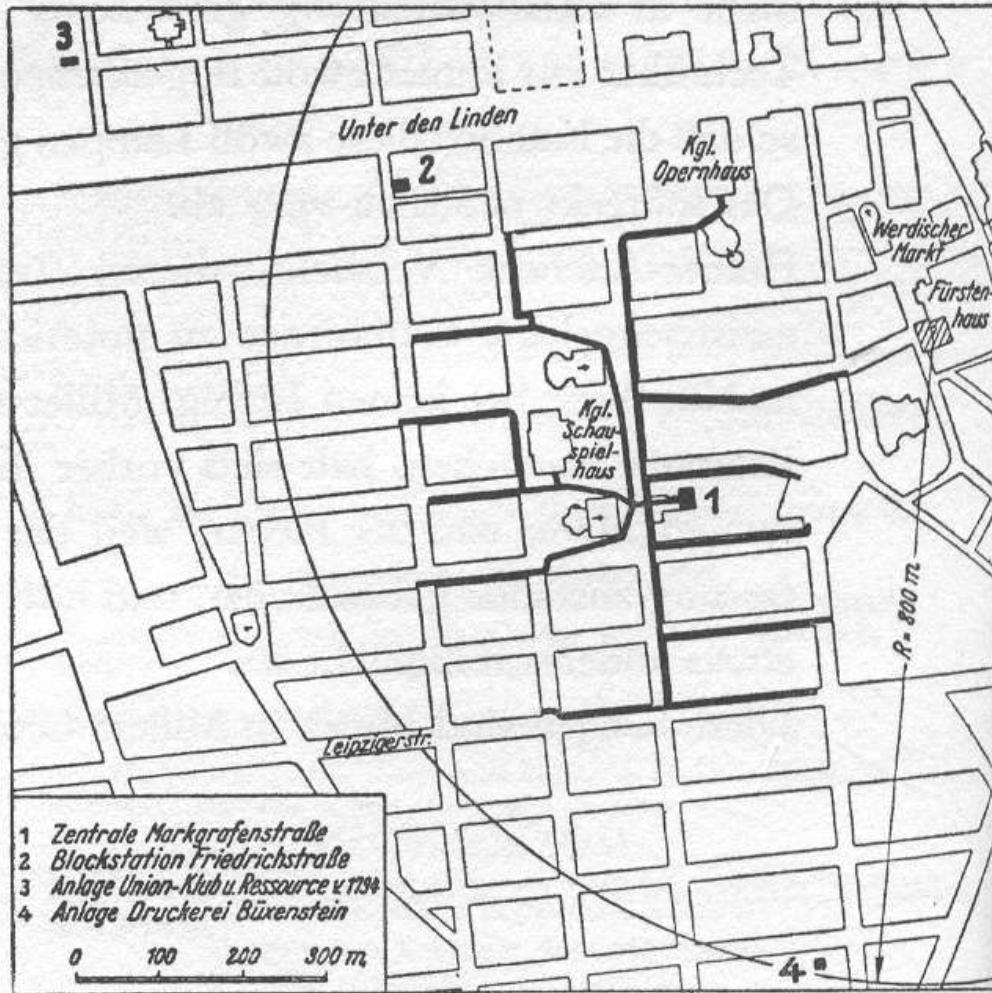 3
Unter den Linden
2
Kgl.
Opernhaus
Werdischer
Markt
Fürsten-
haus
Kgl.
Schau-
spiel-
haus
1
R = 800 m
Leipzigerstr.
1 Zentrale Markgrafenstraße
2 Blockstation Friedrichstraße
3 Anlage Union-Klub u. Ressource v. 1794
4 Anlage Druckerei Büxenstein
0 100 200 300 m
4